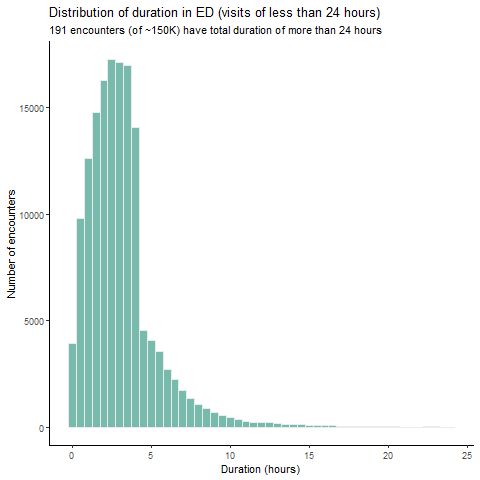 Distribution of duration in ED (visits of less than 24 hours)
191 encounters (of ~150K) have total duration of more than 24 hours
Number of encounters
15000
10000
5000
0
0 5 10 15 20 25
Duration (hours)